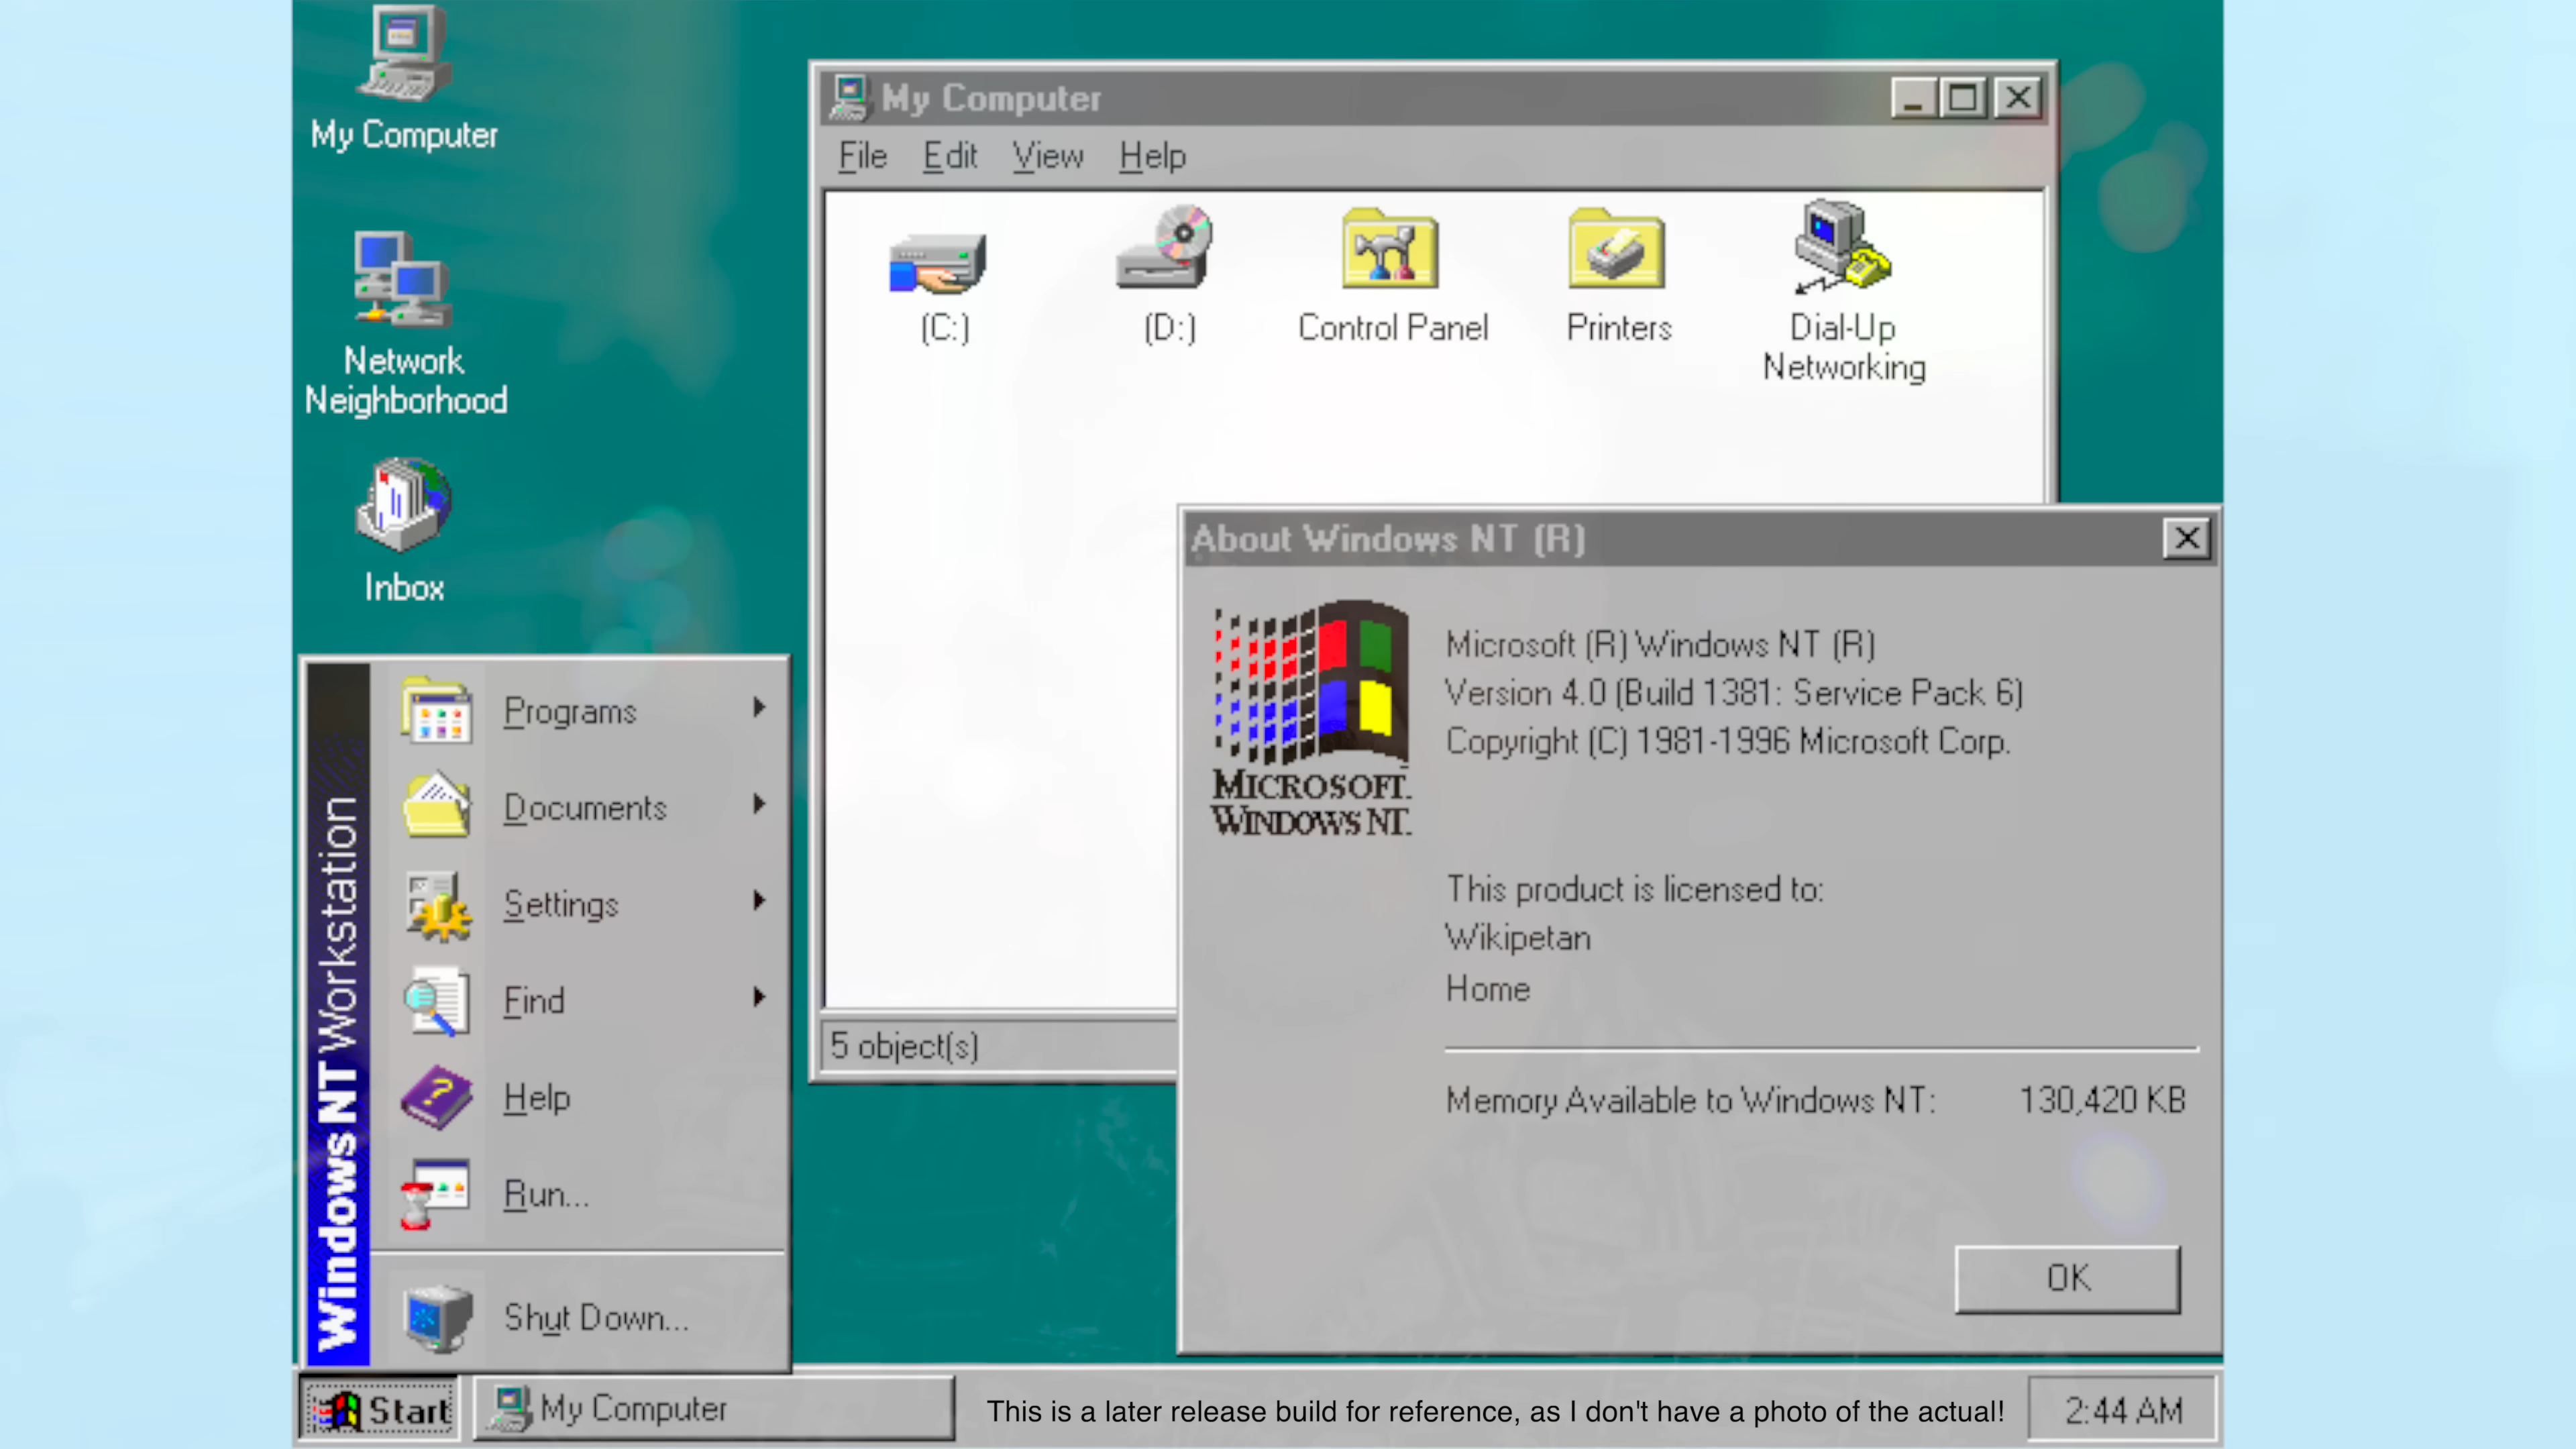 My Computer
Network
Neighborhood
Inbox
My Computer
File Edit View Help
(C:)
(D:)
Control Panel
Printers
Dial-Up
Networking
5 object(s)
About Windows NT (R)
MICROSOFT.
WINDOWS NT.
Microsoft (R) Windows NT (R)
Version 4.0 (Build 1381: Service Pack 6)
Copyright (C) 1981-1996 Microsoft Corp.
This product is licensed to:
Wikipetan
Home
Memory Available to Windows NT: 130,420 KB
OK
Windows NT Workstation
Programs
Documents
Settings
Find
Help
Run...
Shut Down...
Start
My Computer
This is a later release build for reference, as I don't have a photo of the actual!
2:44 AM